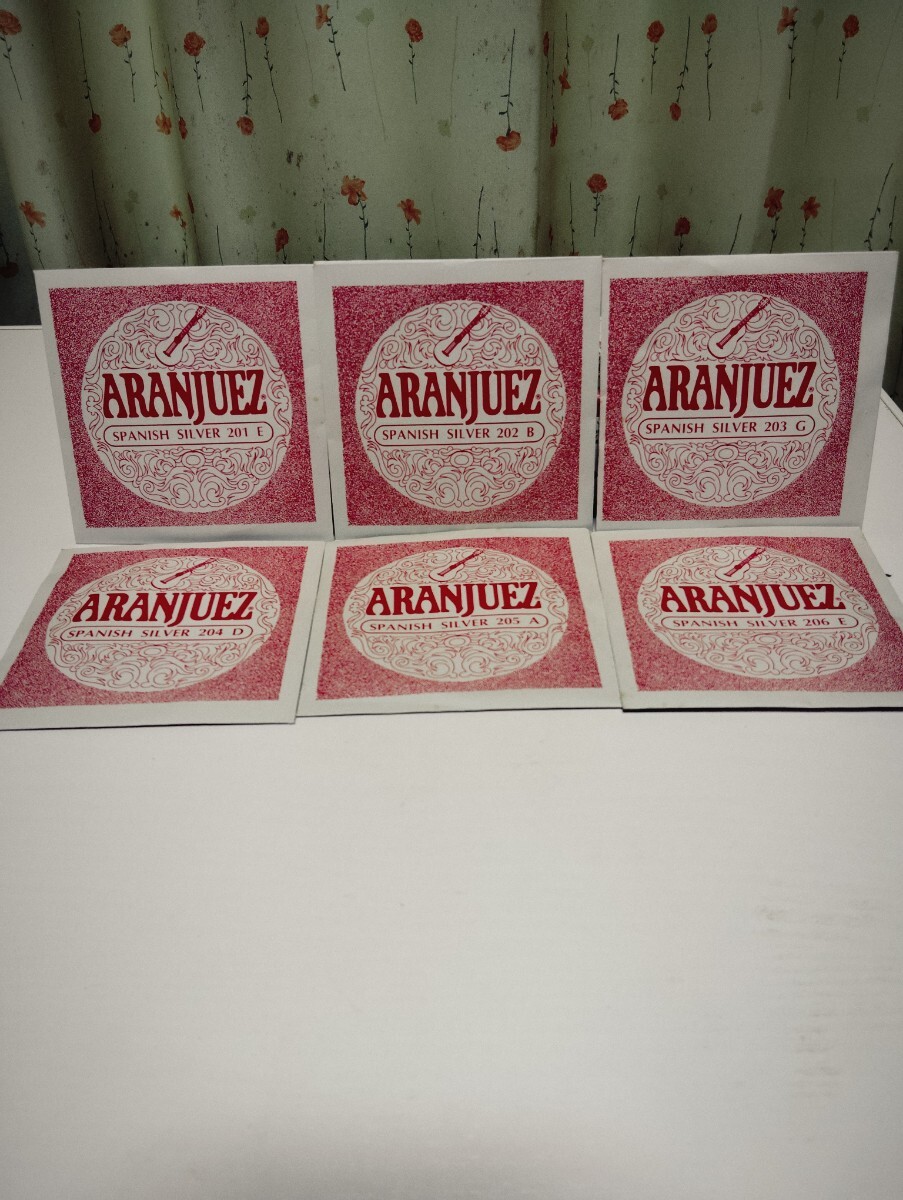 ARANJUEZ®
SPANISH SILVER 201 E
ARANJUEZ®
SPANISH SILVER 202 B
ARANJUEZ®
SPANISH SILVER 203 G
ARANJUEZ
SPANISH SILVER 204 D
ARANJUEZ
SPANISH SILVER 205 A
ARANJUEZ
SPANISH SILVER 206 E